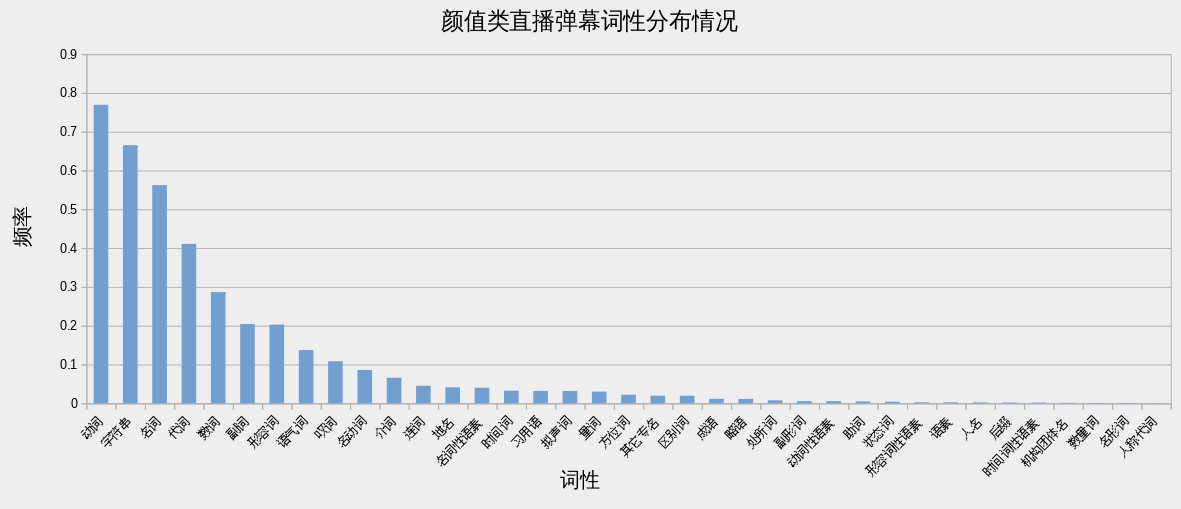 颜值类直播弹幕词性分布情况
0.9
0.8
0.7
0.6
0.5
0.4
0.3
0.2
0.1
0
频率
动词
字符串
名词
代词
数词
副词
形容词
语气词
叹词
名动词
介词
连词
地名
名词性语素
时间词
习用语
拟声词
量词
方位词
其它专名
区别词
成语
略语
处所词
副形词
动词性语素
助词
状态词
形容词性语素
语素
人名
后缀
时间词性语素
机构团体名
数量词
名形词
人称代词
词性